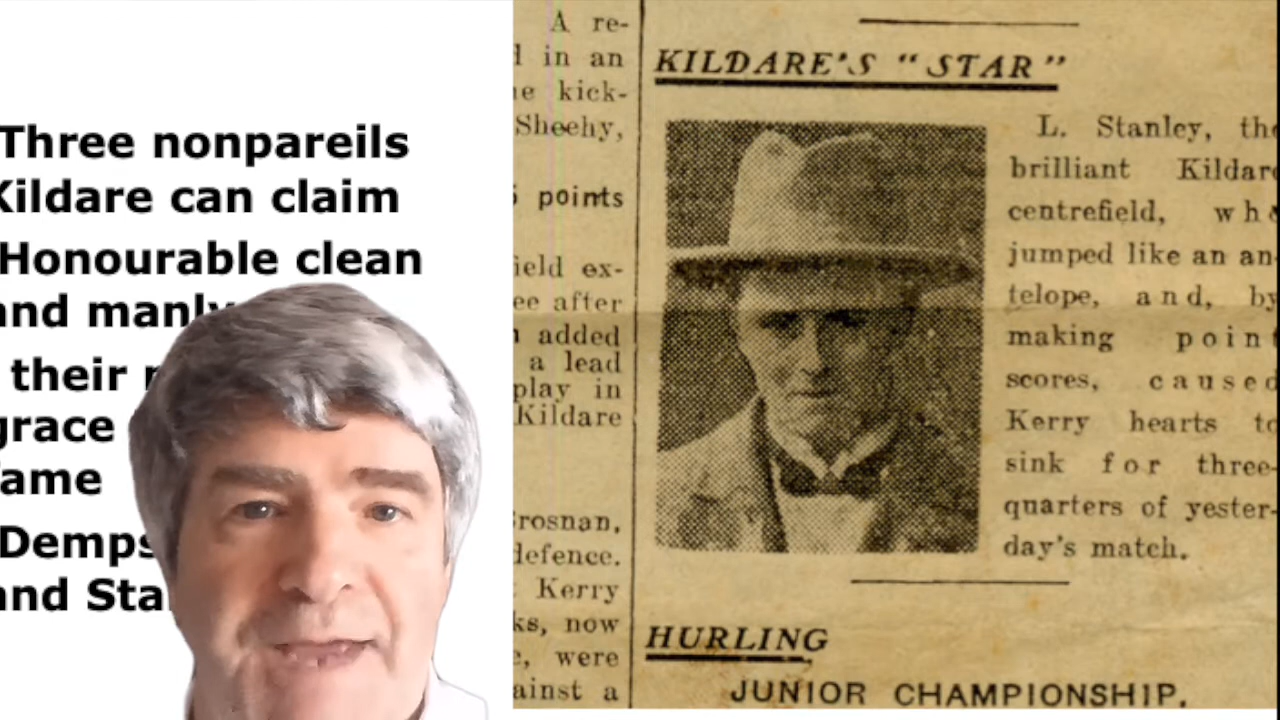 Three nonpareils
Kildare can claim
Honourable clean
and manly
their
grace
ame
and
A re-
in an
kick-
Sheehy,
points
ield ex-
ee after
added
a lead
play in
Kildare
rosnan,
defence.
Kerry
ks, now
were
ainst a
KILDARE'S "STAR"
L. Stanley, the
brilliant Kildare
centrefield, who
jumped like an an-
telope, and, by
making point
scores, caused
Kerry hearts to
sink for three-
quarters of yester-
day's match.
HURLING
JUNIOR CHAMPIONSHIP.